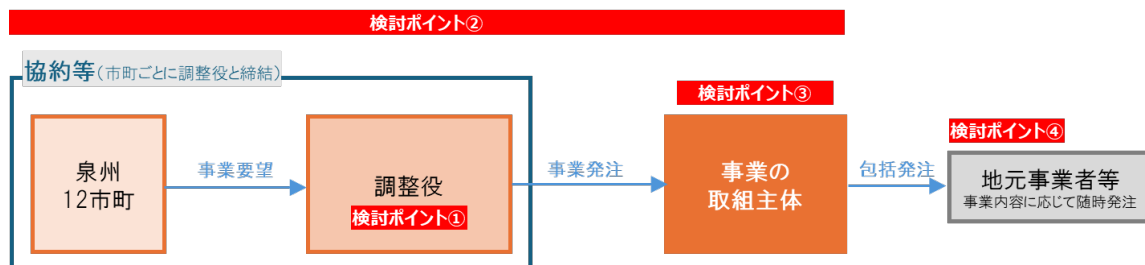 検討ポイント②
協約等(市町ごとに調整役と締結)
検討ポイント③
検討ポイント④
泉州
12市町
事業要望
調整役
検討ポイント①
事業発注
事業の
取組主体
包括発注
地元事業者等
事業内容に応じて随時発注